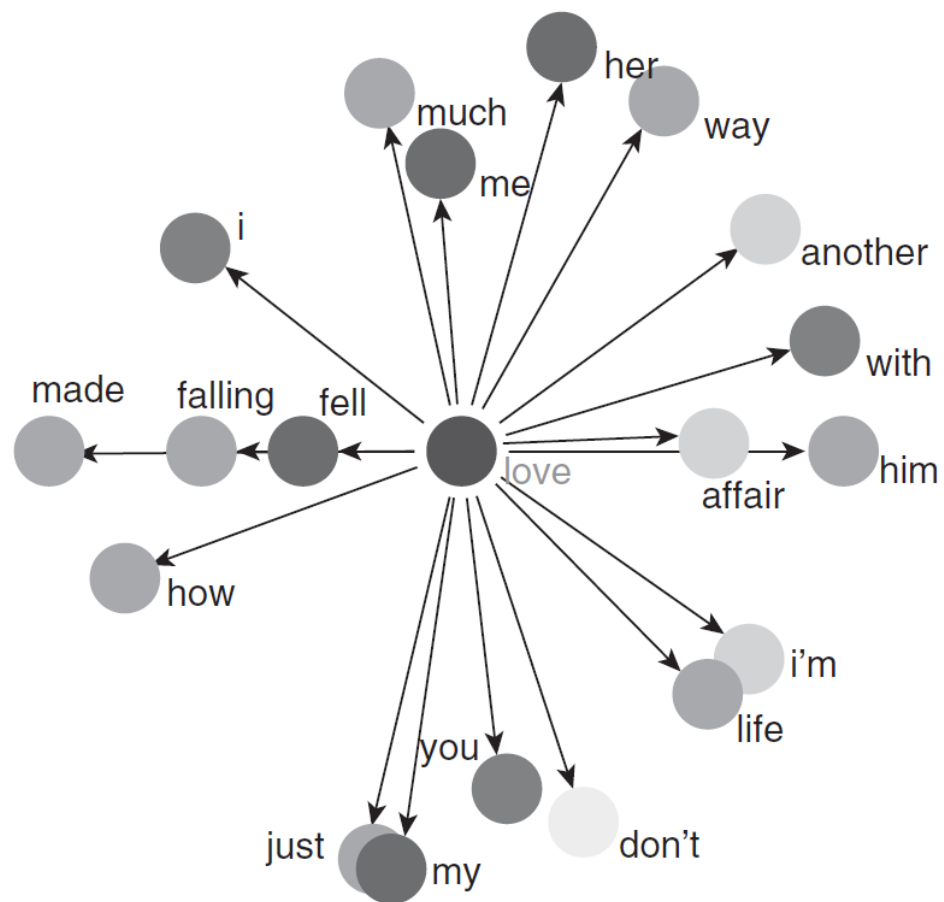 her
much
way
me
i
another
with
made
falling
fell
love
him
affair
how
i'm
life
you
just
don't
my